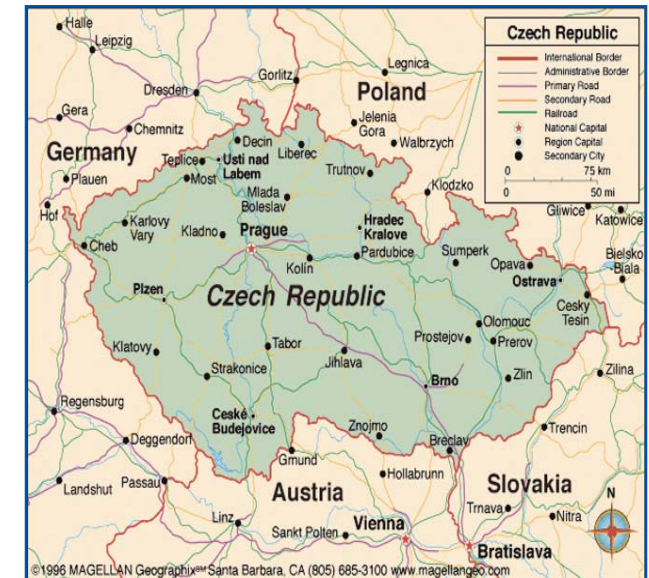 Czech Republic
International Border
Administrative Border
Primary Road
Secondary Road
Railroad
National Capital
Region Capital
Secondary City
0 75 km
0 50 mi
Halle
Leipzig
Gorlitz
Legnica
Dresden
Poland
Gera
Chemnitz
Jelenia
Gora
Walbrzych
Germany
Decin
Liberec
Teplice
Usti nad
Labem
Trutnov
Plauen
Most
Mlada
Boleslav
Klodzko
Hof
Gliwice
Katowice
Karlovy
Vary
Kladno
Prague
Hradec
Kralove
Cheb
Pardubice
Sumperk
Opava
Bielsko
-Biala
Kolín
Ostrava
Plzen
Czech Republic
Cesky
Tesin
Olomouc
Klatovy
Tabor
Jihlava
Prostejov
Prerov
Strakonice
Zilina
Brno
Zlin
Regensburg
Ceské
Budejovice
Znojmo
Trencin
Deggendorf
Breclav
Gmund
Hollabrunn
Slovakia
Landshut
Passau
Austria
N
Linz
Trnava
Nitra
Sankt Polten
Vienna
Bratislava
©1996 MAGELLAN Geographix℠ Santa Barbara, CA (805) 685-3100 www.magellangeo.com